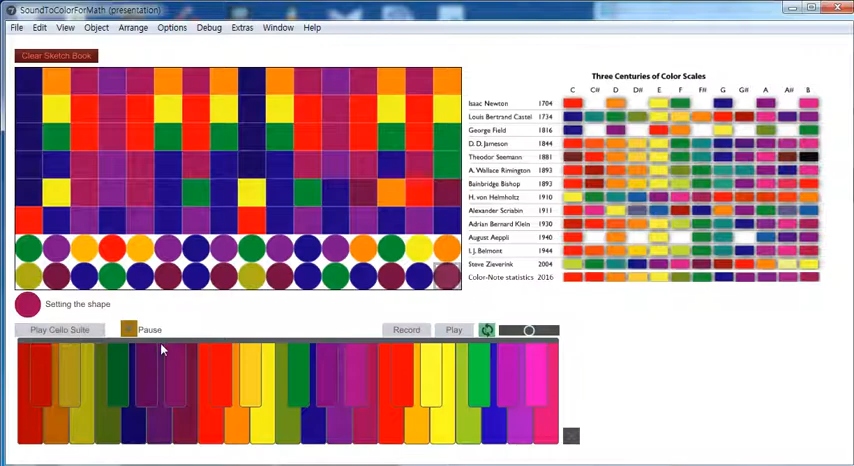 SoundToColorForMath (presentation)
File Edit View Object Arrange Options Debug Extras Window Help
Clear Sketch Book
Three Centuries of Color Scales
C C# D D# E F F# G G# A A# B
Isaac Newton 1704
Louis Bertrand Castel 1734
George Field 1816
D. D. Jameson 1844
Theodor Seemann 1881
A. Wallace Rimington 1893
Bainbridge Bishop 1893
H. von Helmholtz 1910
Alexander Scriabin 1911
Adrian Bernard Klein 1930
August Aeppli 1940
I. J. Belmont 1944
Steve Zieverink 2004
Color-Note statistics 2016
Setting the shape
Play Cello Suite Pause Record Play